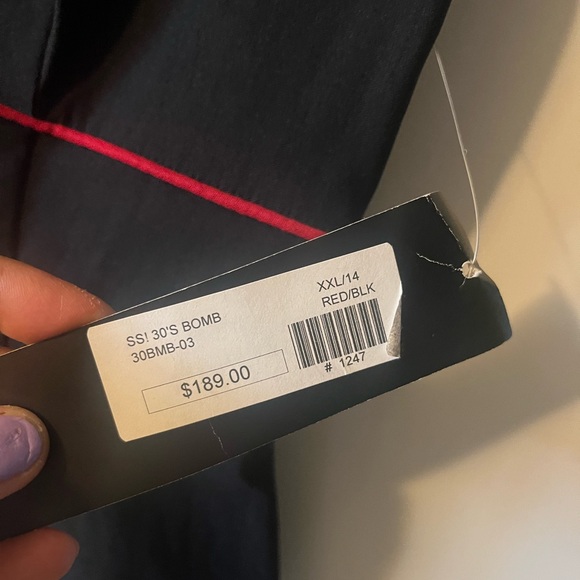 SS! 30'S BOMB
30BMB-03
$189.00
XXL/14
RED/BLK
# 1247